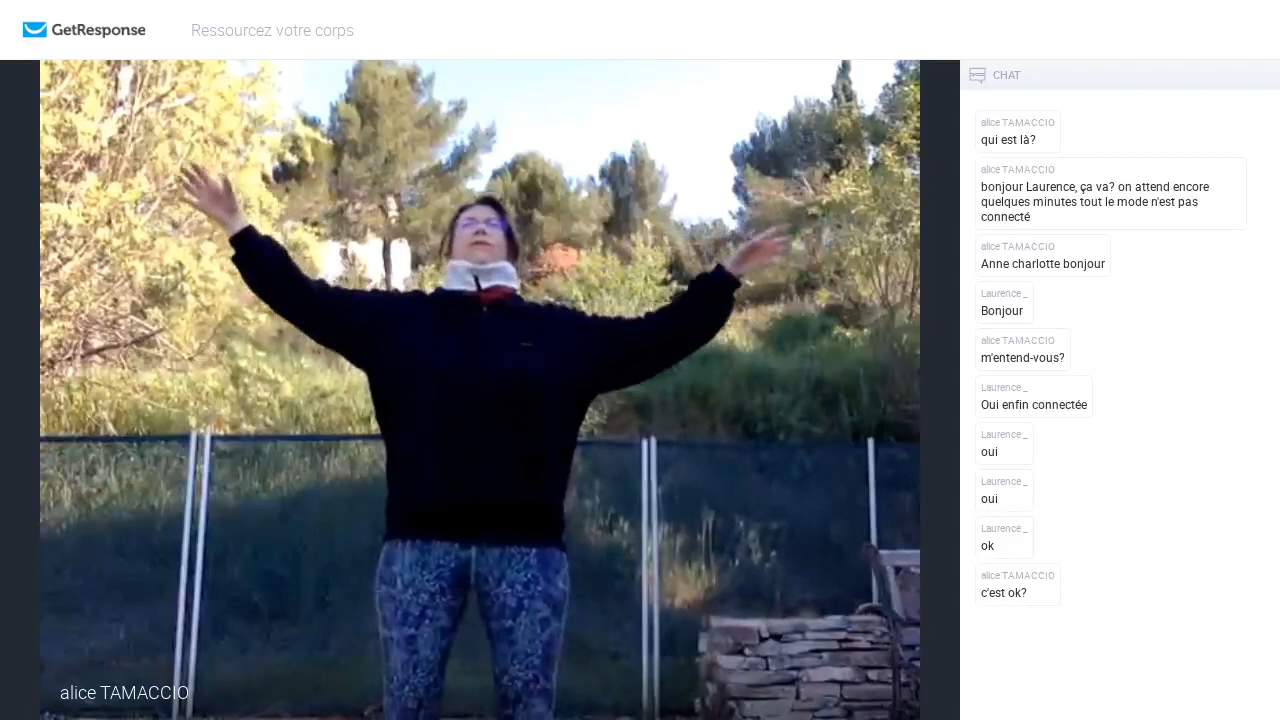 GetResponse
Ressourcez votre corps
CHAT
alice TAMACCIO
qui est là?
alice TAMACCIO
bonjour Laurence, ça va? on attend encore
quelques minutes tout le mode n'est pas
connecté
alice TAMACCIO
Anne charlotte bonjour
Laurence _
Bonjour
alice TAMACCIO
m'entend-vous?
Laurence _
Oui enfin connectée
Laurence _
oui
Laurence _
oui
Laurence _
ok
alice TAMACCIO
c'est ok?
alice TAMACCIO